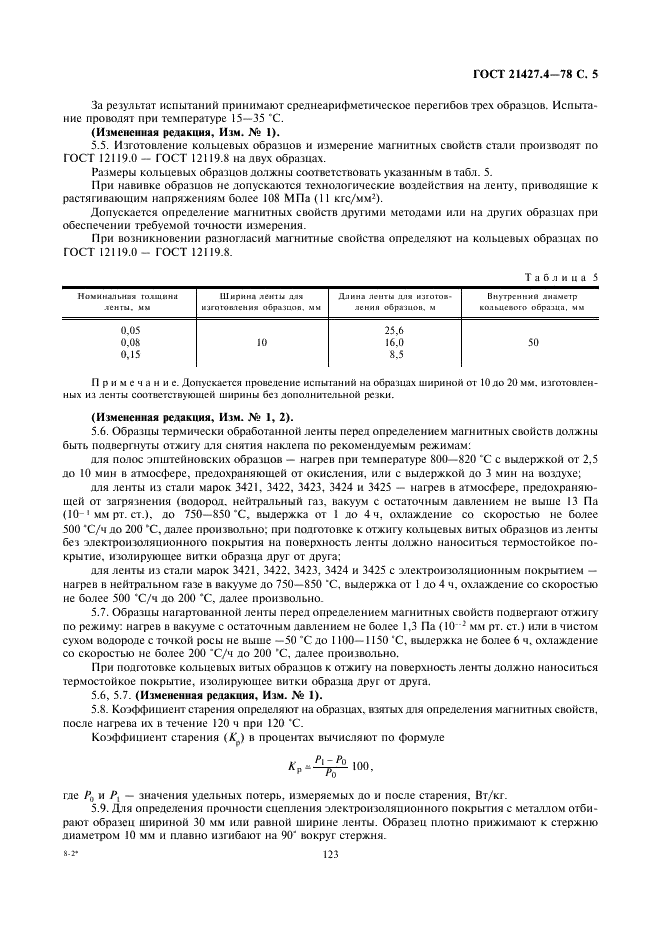 ГОСТ 21427.4—78 С. 5
За результат испытаний принимают среднеарифметическое перегибов трех образцов. Испыта-
ние проводят при температуре 15—35 °С.
(Измененная редакция, Изм. № 1).
5.5. Изготовление кольцевых образцов и измерение магнитных свойств стали производят по
ГОСТ 12119.0 — ГОСТ 12119.8 на двух образцах.
Размеры кольцевых образцов должны соответствовать указанным в табл. 5.
При навивке образцов не допускаются технологические воздействия на ленту, приводящие к
растягивающим напряжениям более 108 МПа (11 кгс/мм²).
Допускается определение магнитных свойств другими методами или на других образцах при
обеспечении требуемой точности измерения.
При возникновении разногласий магнитные свойства определяют на кольцевых образцах по
ГОСТ 12119.0 — ГОСТ 12119.8.
Таблица 5
Номинальная толщина ленты, мм
Ширина ленты для изготовления образцов, мм
Длина ленты для изготов- ления образцов, м
Внутренний диаметр кольцевого образца, мм
0,05 25,6
0,08 10 16,0 50
0,15 8,5
Примечание. Допускается проведение испытаний на образцах шириной от 10 до 20 мм, изготовлен-
ных из ленты соответствующей ширины без дополнительной резки.
(Измененная редакция, Изм. № 1, 2).
5.6. Образцы термически обработанной ленты перед определением магнитных свойств должны
быть подвергнуты отжигу для снятия наклепа по рекомендуемым режимам:
для полос эпштейновских образцов — нагрев при температуре 800—820 °С с выдержкой от 2,5
до 10 мин в атмосфере, предохраняющей от окисления, или с выдержкой до 3 мин на воздухе;
для ленты из стали марок 3421, 3422, 3423, 3424 и 3425 — нагрев в атмосфере, предохраняю-
щей от загрязнения (водород, нейтральный газ, вакуум с остаточным давлением не выше 13 Па
(10⁻¹ мм рт. ст.), до 750—850 °С, выдержка от 1 до 4 ч, охлаждение со скоростью не более
500 °С/ч до 200 °С, далее произвольно; при подготовке к отжигу кольцевых витых образцов из ленты
без электроизоляционного покрытия на поверхность ленты должно наноситься термостойкое по-
крытие, изолирующее витки образца друг от друга;
для ленты из стали марок 3421, 3422, 3423, 3424 и 3425 с электроизоляционным покрытием —
нагрев в нейтральном газе в вакууме до 750—850 °С, выдержка от 1 до 4 ч, охлаждение со скоростью
не более 500 °С/ч до 200 °С, далее произвольно.
5.7. Образцы нагартованной ленты перед определением магнитных свойств подвергают отжигу
по режиму: нагрев в вакууме с остаточным давлением не более 1,3 Па (10⁻² мм рт. ст.) или в чистом
сухом водороде с точкой росы не выше —50 °С до 1100—1150 °С, выдержка не более 6 ч, охлаждение
со скоростью не более 200 °С/ч до 200 °С, далее произвольно.
При подготовке кольцевых витых образцов к отжигу на поверхность ленты должно наноситься
термостойкое покрытие, изолирующее витки образца друг от друга.
5.6, 5.7. (Измененная редакция, Изм. № 1).
5.8. Коэффициент старения определяют на образцах, взятых для определения магнитных свойств,
после нагрева их в течение 120 ч при 120 °С.
Коэффициент старения (Kр) в процентах вычисляют по формуле
Kр = (P₁ – P₀)/P₀ 100,
где P₀ и P₁ — значения удельных потерь, измеряемых до и после старения, Вт/кг.
5.9. Для определения прочности сцепления электроизоляционного покрытия с металлом отби-
рают образец шириной 30 мм или равной ширине ленты. Образец плотно прижимают к стержню
диаметром 10 мм и плавно изгибают на 90° вокруг стержня.
8-2* 123